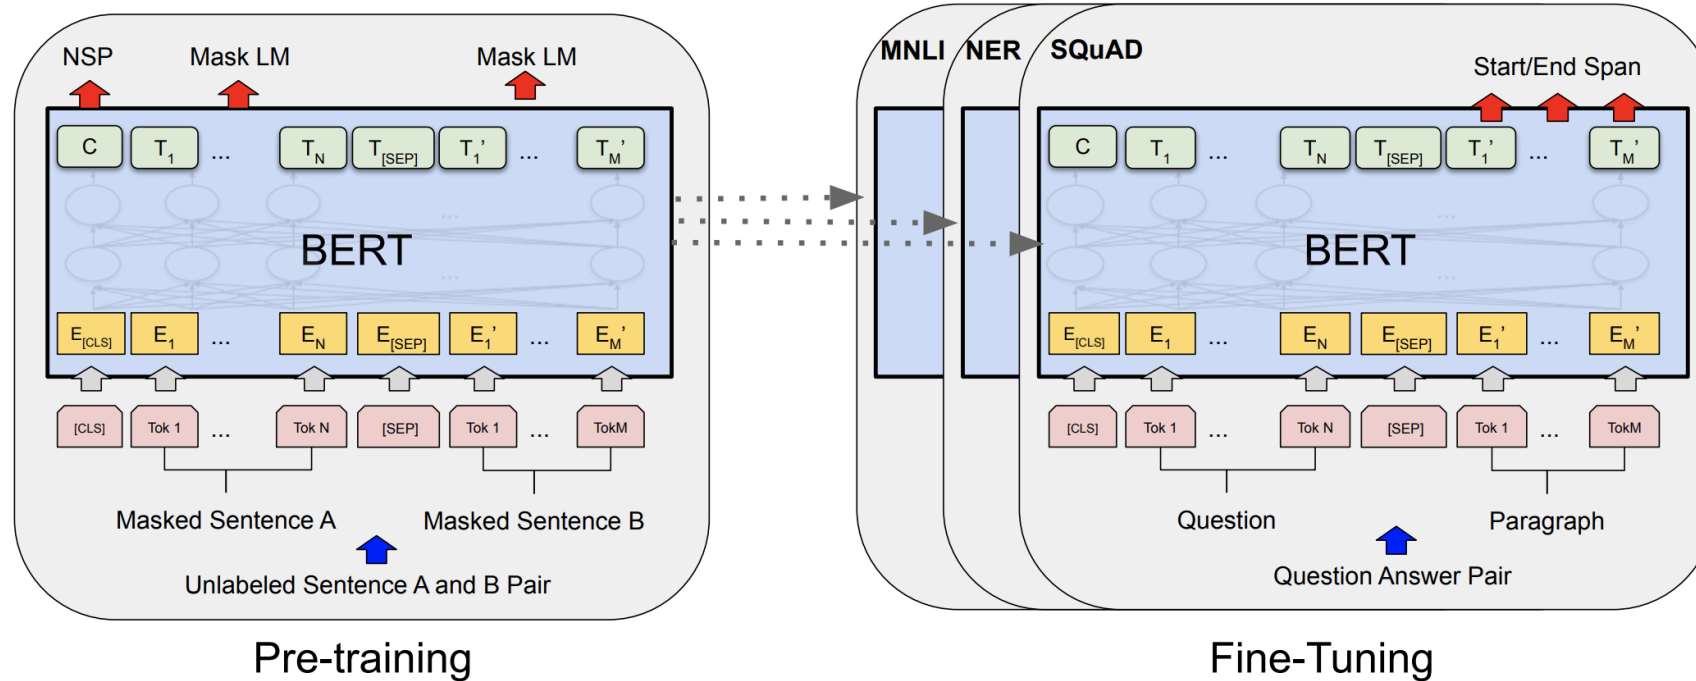 NSP Mask LM Mask LM
C T1 ... TN T[SEP] T1’ ... TM’
...
BERT
...
E[CLS] E1 ... EN E[SEP] E1’ ... EM’
[CLS] Tok 1 ... Tok N [SEP] Tok 1 ... TokM
Masked Sentence A Masked Sentence B
Unlabeled Sentence A and B Pair
Pre-training
MNLI NER SQuAD
Start/End Span
C T1 ... TN T[SEP] T1’ ... TM’
...
BERT
...
E[CLS] E1 ... EN E[SEP] E1’ ... EM’
[CLS] Tok 1 ... Tok N [SEP] Tok 1 ... TokM
Question Paragraph
Question Answer Pair
Fine-Tuning